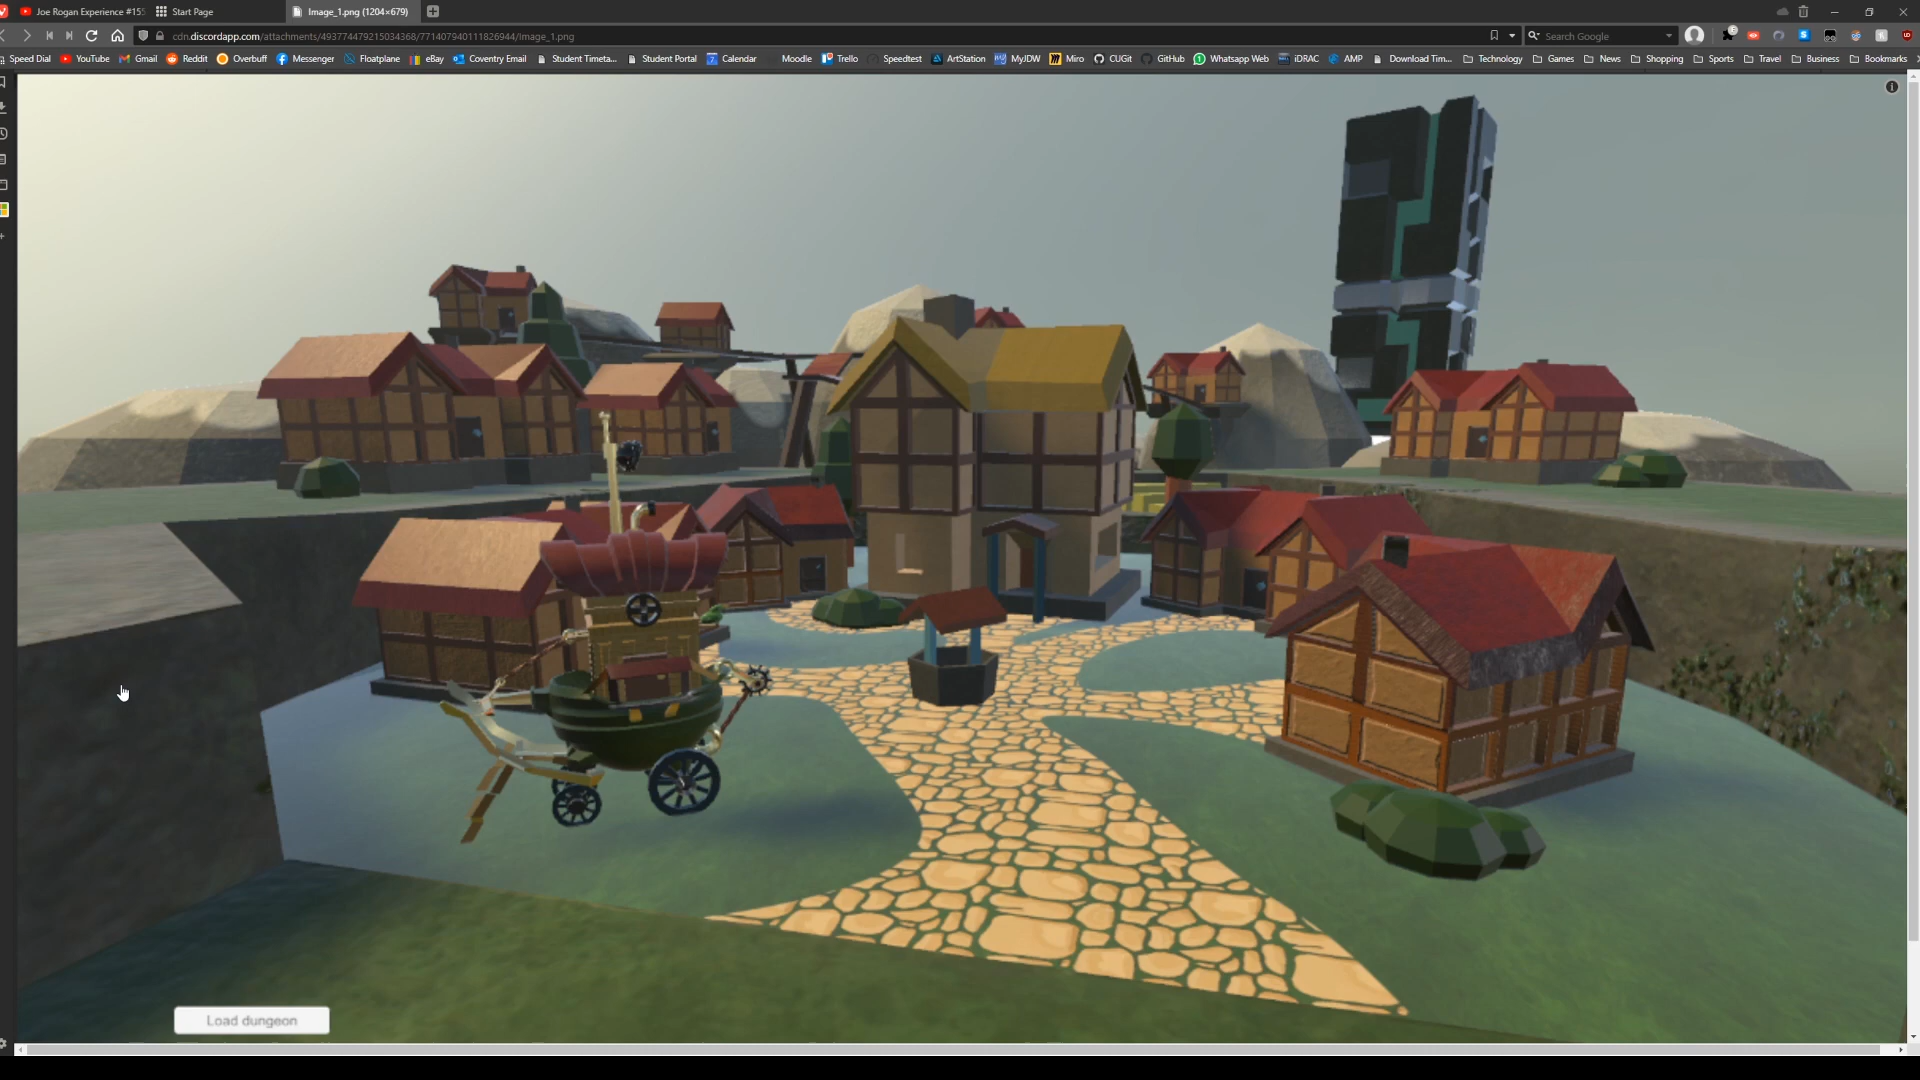 Joe Rogan Experience #155
Start Page
Image_1.png (1204×679)
cdn.discordapp.com/attachments/493774479215034368/771407940111826944/Image_1.png
Search Google
Speed Dial
YouTube
Gmail
Reddit
Overbuff
Messenger
Floatplane
eBay
Coventry Email
Student Timeta...
Student Portal
Calendar
Moodle
Trello
Speedtest
ArtStation
MyJDW
Miro
CUGit
GitHub
Whatsapp Web
iDRAC
AMP
Download Tim...
Technology
Games
News
Shopping
Sports
Travel
Business
Bookmarks
Load dungeon